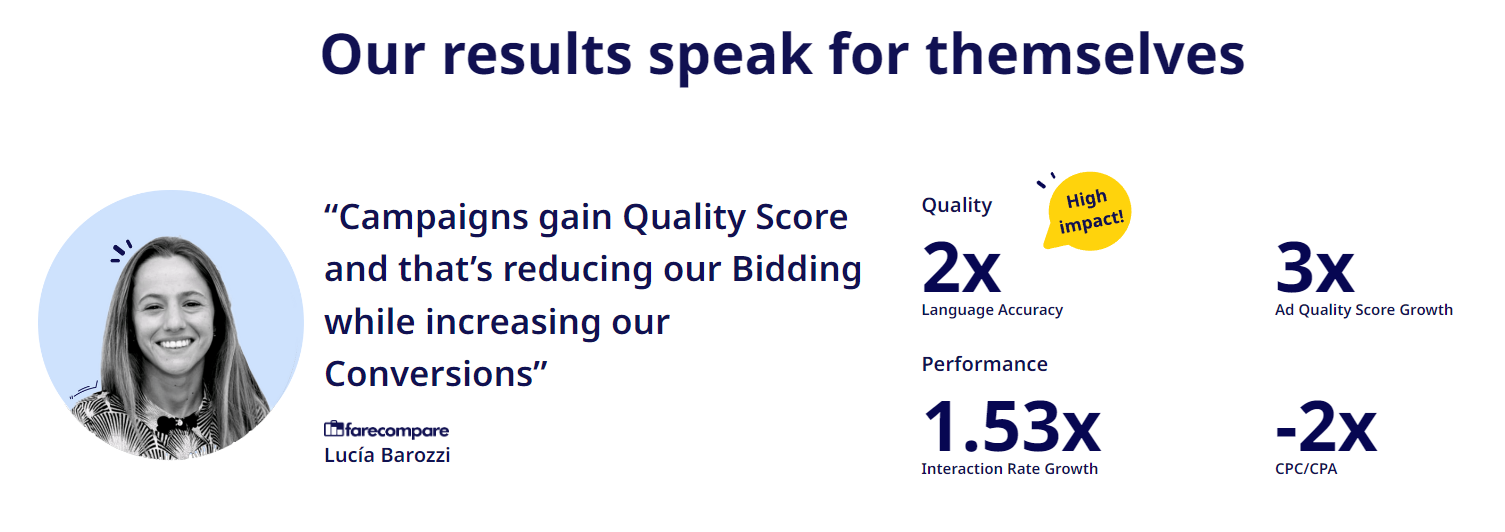 Our results speak for themselves
“Campaigns gain Quality Score
and that’s reducing our Bidding
while increasing our
Conversions”
farecompare
Lucía Barozzi
Quality
High
impact!
2x
Language Accuracy
3x
Ad Quality Score Growth
Performance
1.53x
Interaction Rate Growth
-2x
CPC/CPA